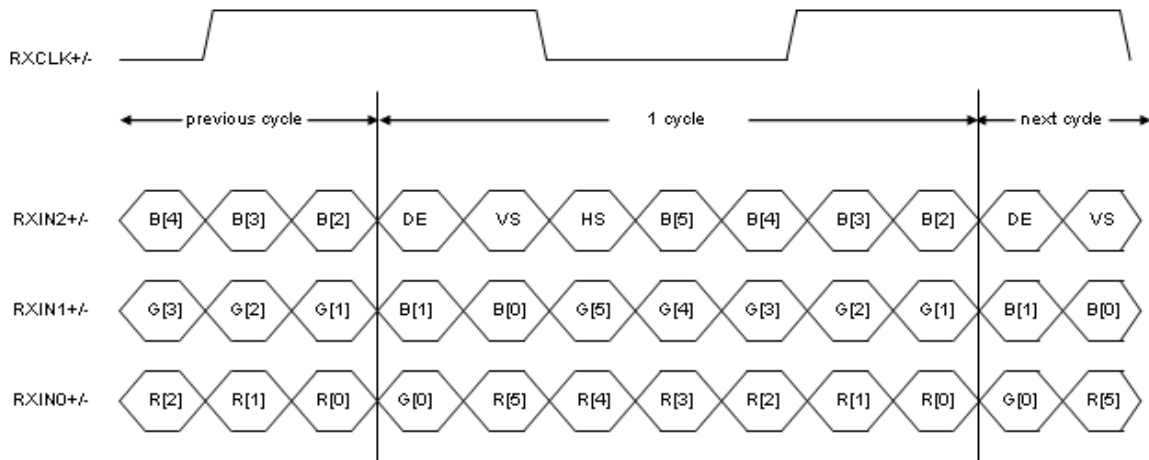 RXCLK+/-
previous cycle 1 cycle next cycle
RXIN2+/- B[4] B[3] B[2] DE VS HS B[5] B[4] B[3] B[2] DE VS
RXIN1+/- G[3] G[2] G[1] B[1] B[0] G[5] G[4] G[3] G[2] G[1] B[1] B[0]
RXIN0+/- R[2] R[1] R[0] G[0] R[5] R[4] R[3] R[2] R[1] R[0] G[0] R[5]